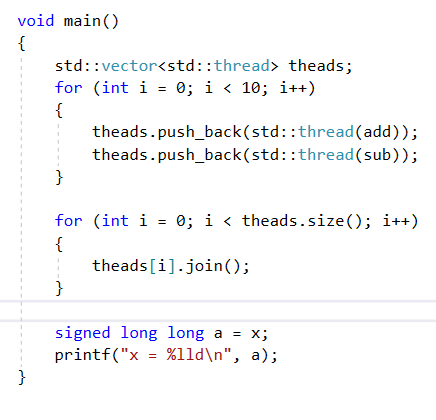 void main()
{
std::vector<std::thread> theads;
for (int i = 0; i < 10; i++)
{
theads.push_back(std::thread(add));
theads.push_back(std::thread(sub));
}
for (int i = 0; i < theads.size(); i++)
{
theads[i].join();
}
signed long long a = x;
printf("x = %lld\n", a);
}